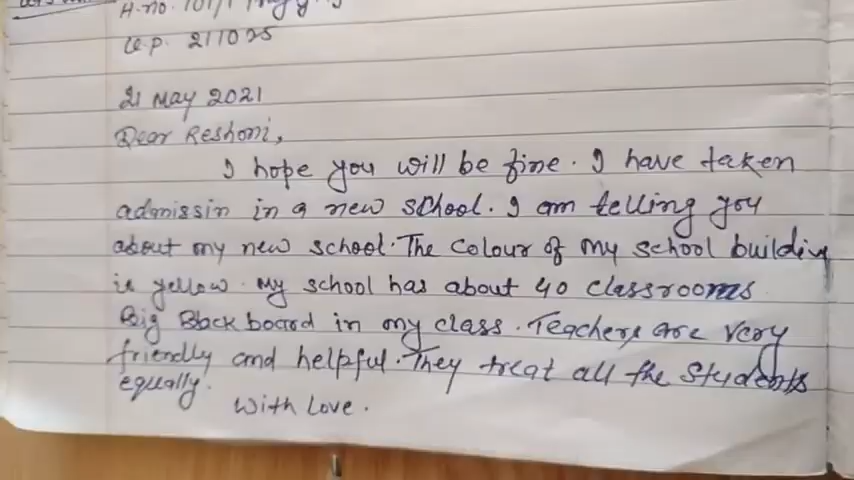 H.no. 101/1
U.P. 211025
21 May 2021
Dear Reshomi,
I hope you will be fine. I have taken
admissin in a new school. I am telling you
about my new school. The colour of my school building
is yellow. My school has about 40 classrooms
Big Black board in my class. Teachers are very
friendly and helpful. They treat all the students
equally.
With Love.